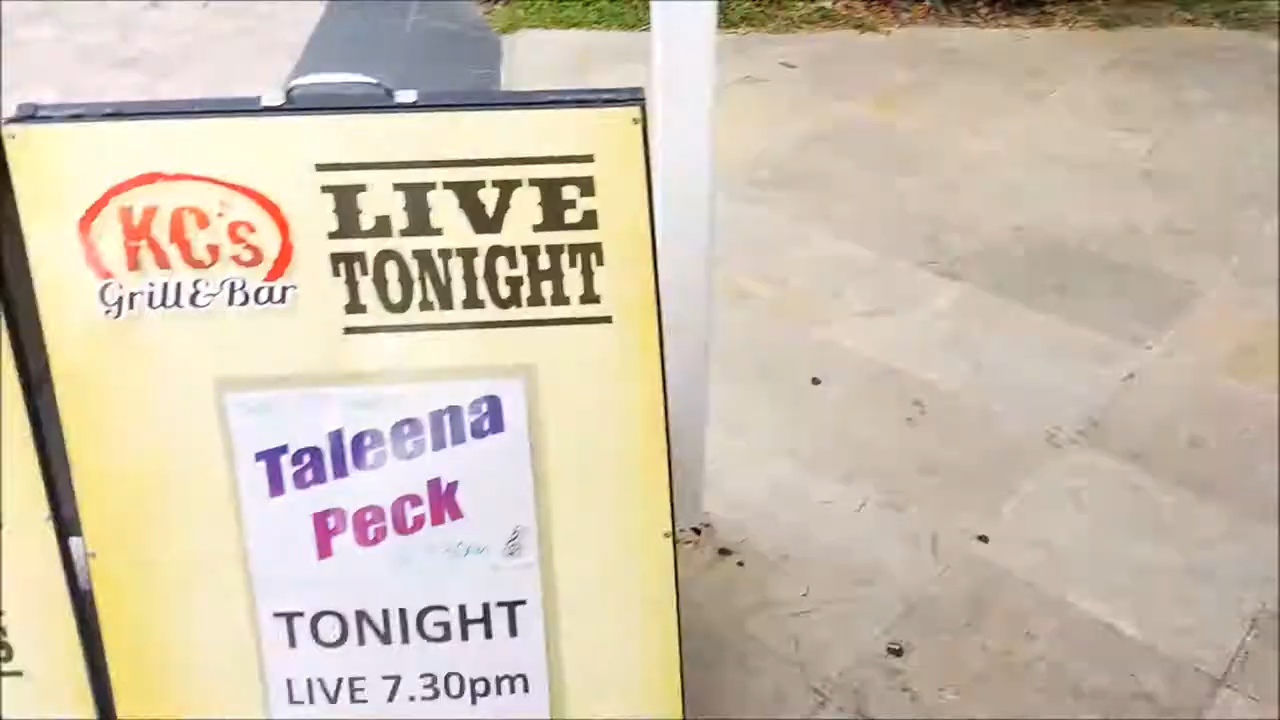 KC's
Grill & Bar
LIVE
TONIGHT
Taleena
Peck
TONIGHT
LIVE 7.30pm